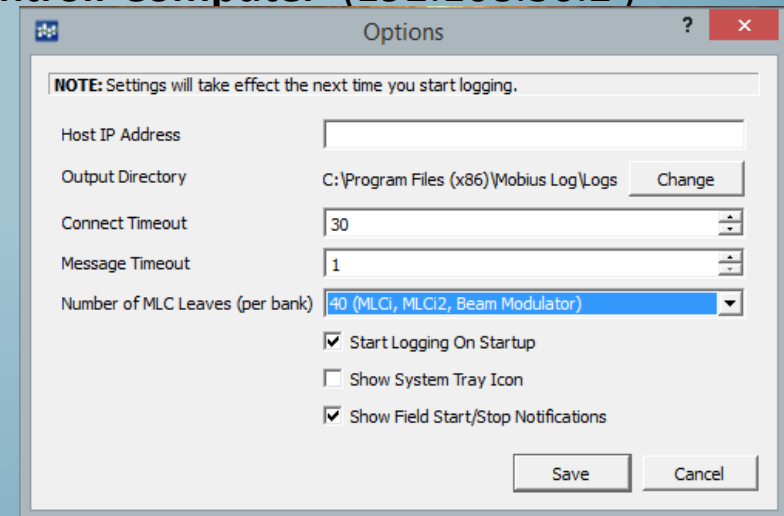 Computer
Options
?
NOTE: Settings will take effect the next time you start logging.
Host IP Address
Output Directory C:\Program Files (x86)\Mobius Log\Logs Change
Connect Timeout 30
Message Timeout 1
Number of MLC Leaves (per bank) 40 (MLCi, MLCi2, Beam Modulator)
Start Logging On Startup
Show System Tray Icon
Show Field Start/Stop Notifications
Save Cancel